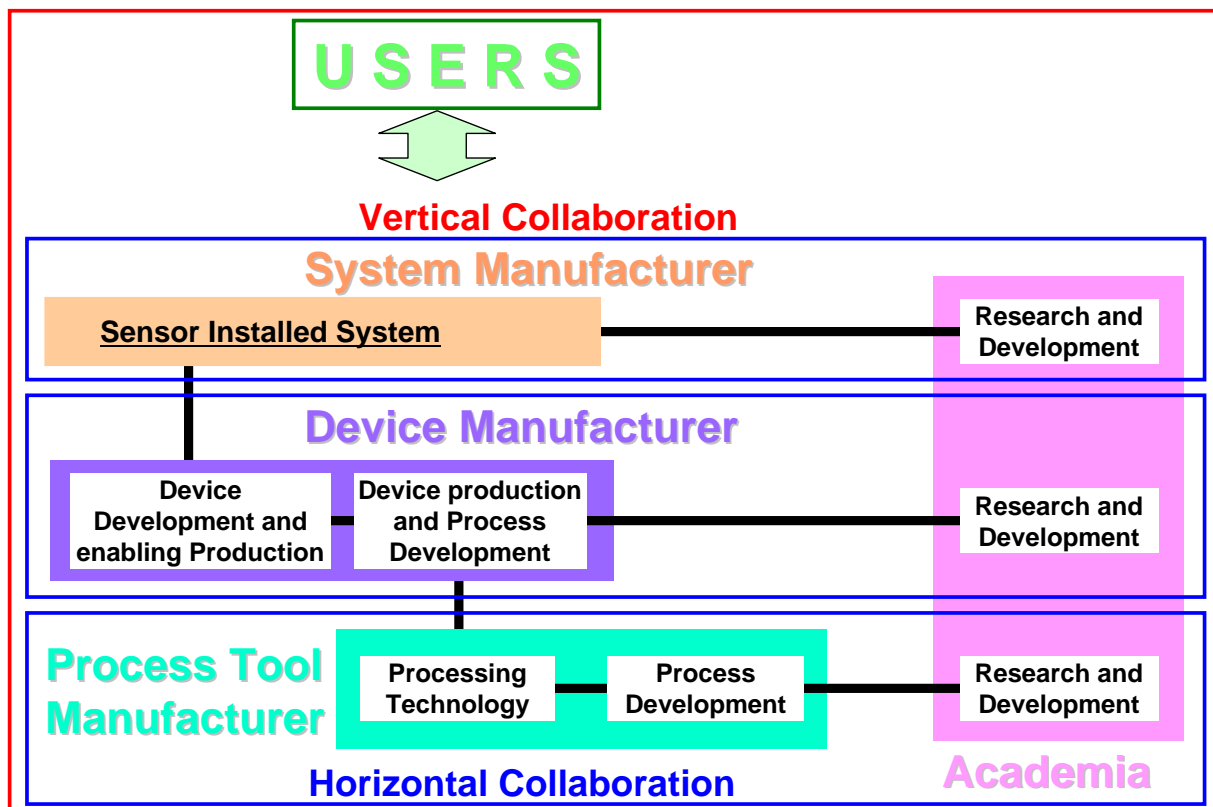 U S E R S
Vertical Collaboration
System Manufacturer
Sensor Installed System
Research and
Development
Device Manufacturer
Device
Development and
enabling Production
Device production
and Process
Development
Research and
Development
Process Tool
Manufacturer
Processing
Technology
Process
Development
Research and
Development
Horizontal Collaboration
Academia